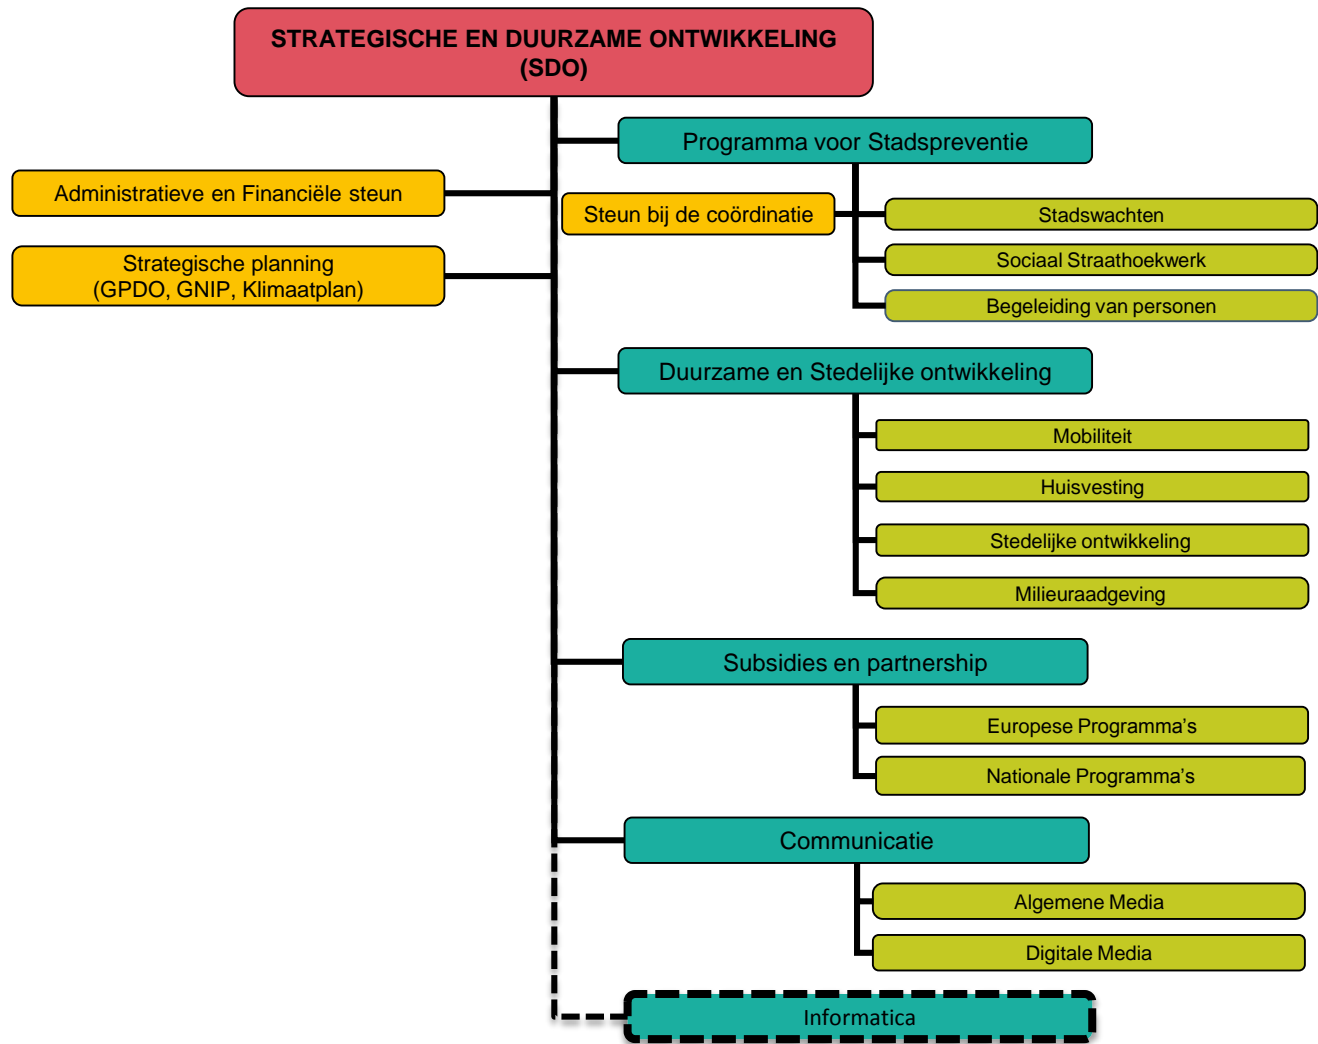 STRATEGISCHE EN DUURZAME ONTWIKKELING
(SDO)
Programma voor Stadspreventie
Administratieve en Financiële steun
Steun bij de coördinatie
Stadswachten
Strategische planning
(GPDO, GNIP, Klimaatplan)
Sociaal Straathoekwerk
Begeleiding van personen
Duurzame en Stedelijke ontwikkeling
Mobiliteit
Huisvesting
Stedelijke ontwikkeling
Milieuraadgeving
Subsidies en partnership
Europese Programma’s
Nationale Programma’s
Communicatie
Algemene Media
Digitale Media
Informatica